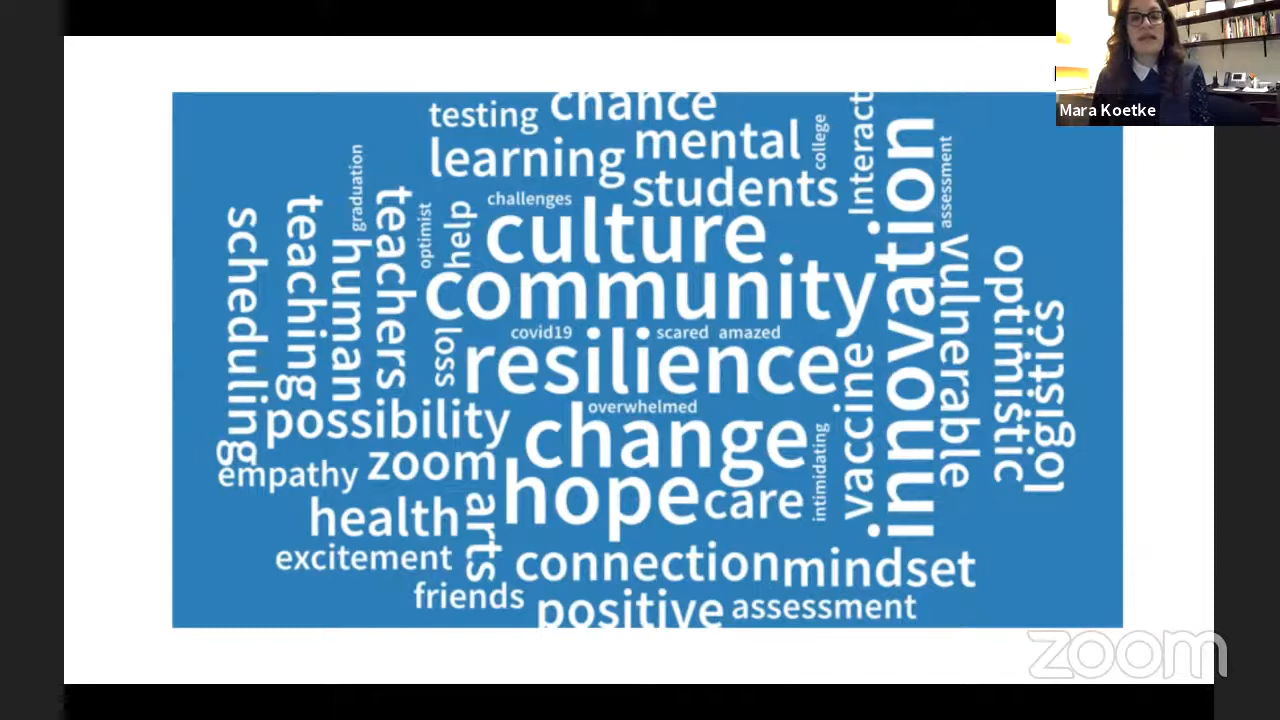 Mara Koetke
testing
chance
learning
mental
college
students
Interact
innovation
assessment
graduation
challenges
scheduling
teaching
human
teachers
optimist
help
culture
community
vulnerable
optimistic
logistics
covid19
scared
amazed
loss
resilience
vaccine
overwhelmed
possibility
change
intimidating
empathy
zoom
hope
care
health
arts
excitement
connection
mindset
friends
positive
assessment
zoom